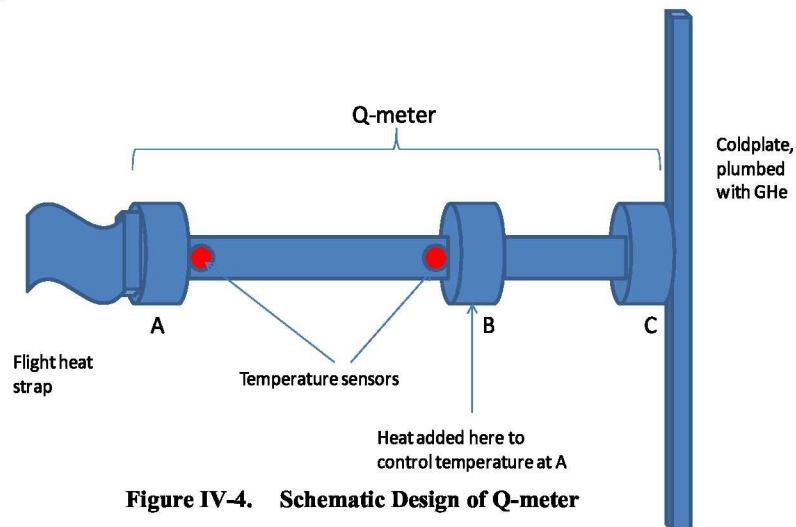 Q-meter
Coldplate,
plumbed
with GHe
A
B
C
Flight heat
strap
Temperature sensors
Heat added here to
control temperature at A
Figure IV-4. Schematic Design of Q-meter